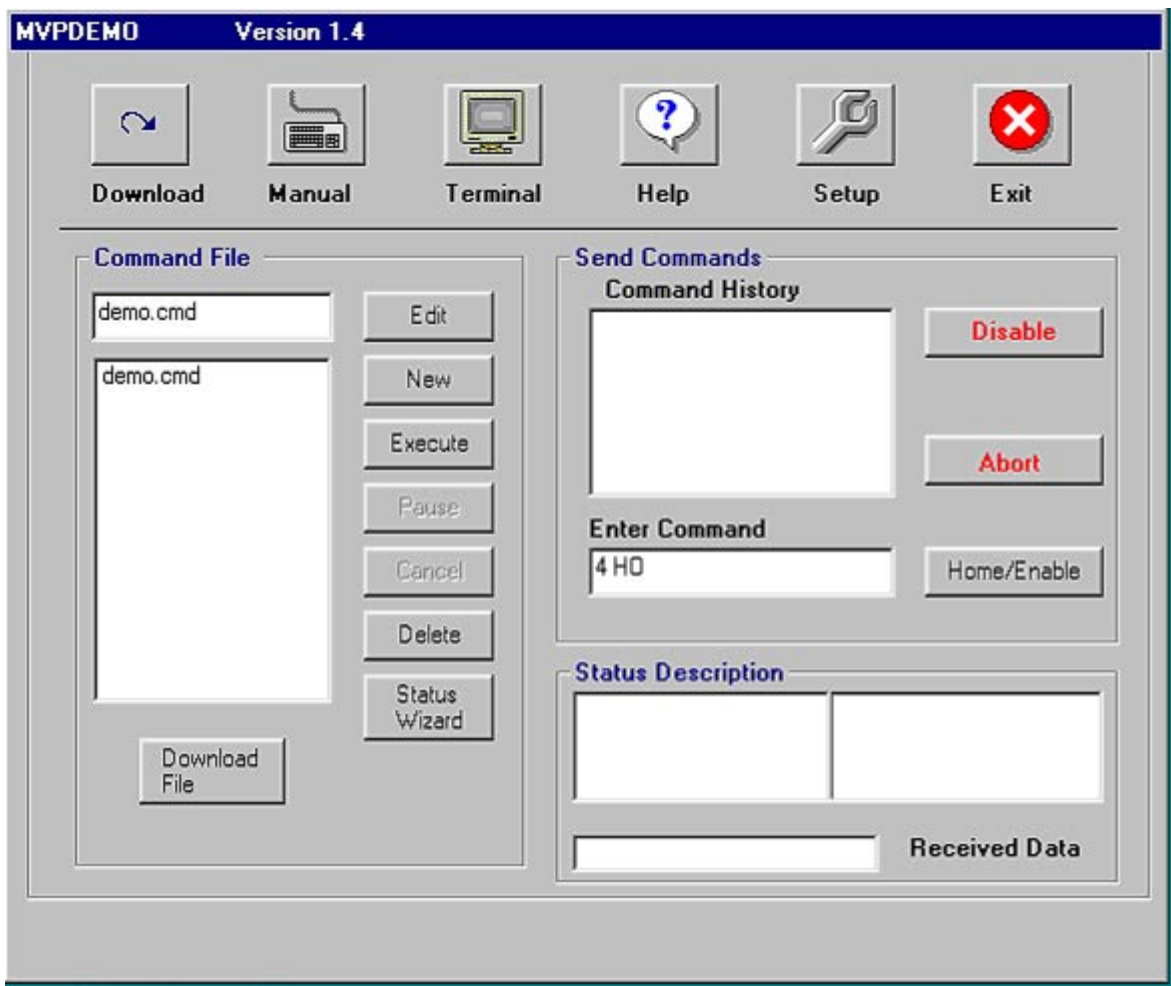 MVPDEMO Version 1.4
?
Download Manual Terminal Help Setup Exit
Command File
demo.cmd
demo.cmd
Edit
New
Execute
Pause
Cancel
Delete
Status
Wizard
Download
File
Send Commands
Command History
Disable
Abort
Enter Command
4 HO
Home/Enable
Status Description
Received Data